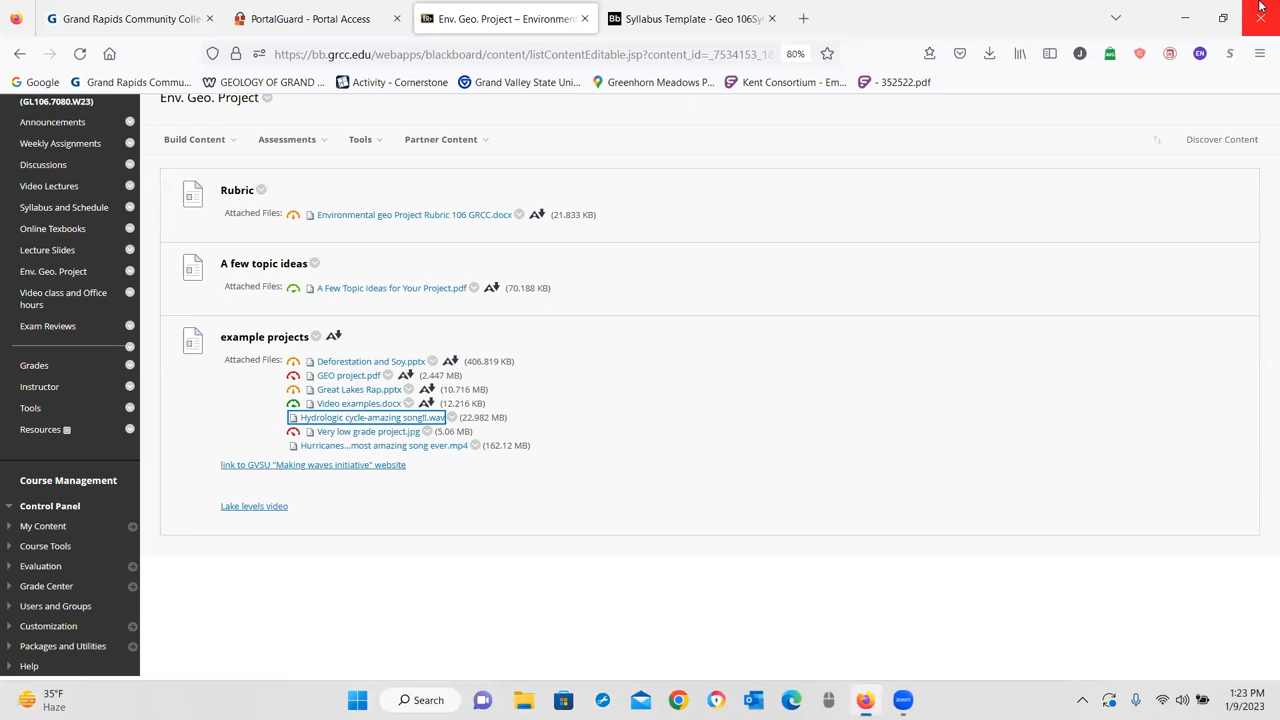 Grand Rapids Community Colle
PortalGuard - Portal Access
Env. Geo. Project – Environmen
Syllabus Template - Geo 106Syl
https://bb.grcc.edu/webapps/blackboard/content/listContentEditable.jsp?content_id=_7534153_1&
80%
Google
Grand Rapids Commu...
GEOLOGY OF GRAND ...
Activity - Cornerstone
Grand Valley State Uni...
Greenhorn Meadows P...
Kent Consortium - Em...
- 352522.pdf
(GL106.7080.W23)
Announcements
Weekly Assignments
Discussions
Video Lectures
Syllabus and Schedule
Online Textbooks
Lecture Slides
Env. Geo. Project
Video class and Office
hours
Exam Reviews
Grades
Instructor
Tools
Resources
Course Management
Control Panel
My Content
Course Tools
Evaluation
Grade Center
Users and Groups
Customization
Packages and Utilities
Help
Env. Geo. Project
Build Content
Assessments
Tools
Partner Content
Discover Content
Rubric
Attached Files: Environmental geo Project Rubric 106 GRCC.docx (21.833 KB)
A few topic ideas
Attached Files: A Few Topic Ideas for Your Project.pdf (70.188 KB)
example projects
Attached Files: Deforestation and Soy.pptx (406.819 KB)
GEO project.pdf (2.447 MB)
Great Lakes Rap.pptx (10.716 MB)
Video examples.docx (12.216 KB)
Hydrologic cycle-amazing song!!.wav (22.982 MB)
Very low grade project.jpg (5.06 MB)
Hurricanes...most amazing song ever.mp4 (162.12 MB)
link to GVSU "Making waves initiative" website
Lake levels video
35°F
Haze
Search
zoom
1:23 PM
1/9/2023